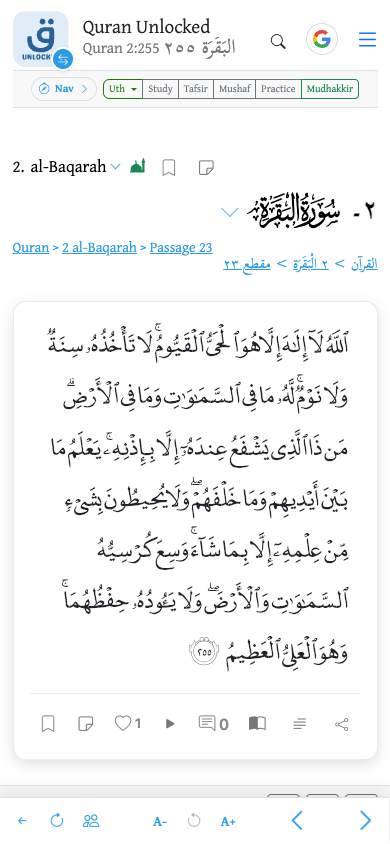 ق
UNLOCK
Quran Unlocked
Quran 2:255 البَقَرَة ٢٥٥
Nav
Uth Study Tafsir Mushaf Practice Mudhakkir
2. al-Baqarah
٢۔ سُورَةُ البَقَرَةِ
Quran > 2 al-Baqarah > Passage 23
القرآن > ٢ الْبَقَرَة > مقطع ٢٣
ٱللَّهُ لَآ إِلَـٰهَ إِلَّا هُوَ ٱلْحَىُّ ٱلْقَيُّومُ ۚ لَا تَأْخُذُهُۥ سِنَةٌ
وَلَا نَوْمٌ ۚ لَّهُۥ مَا فِى ٱلسَّمَـٰوَٰتِ وَمَا فِى ٱلْأَرْضِ ۗ
مَن ذَا ٱلَّذِى يَشْفَعُ عِندَهُۥٓ إِلَّا بِإِذْنِهِۦ ۚ يَعْلَمُ مَا
بَيْنَ أَيْدِيهِمْ وَمَا خَلْفَهُمْ ۖ وَلَا يُحِيطُونَ بِشَىْءٍ
مِّنْ عِلْمِهِۦٓ إِلَّا بِمَا شَآءَ ۚ وَسِعَ كُرْسِيُّهُ
ٱلسَّمَـٰوَٰتِ وَٱلْأَرْضَ ۖ وَلَا يَـُٔودُهُۥ حِفْظُهُمَا ۚ
وَهُوَ ٱلْعَلِىُّ ٱلْعَظِيمُ ٢٥٥
1 0
A- A+